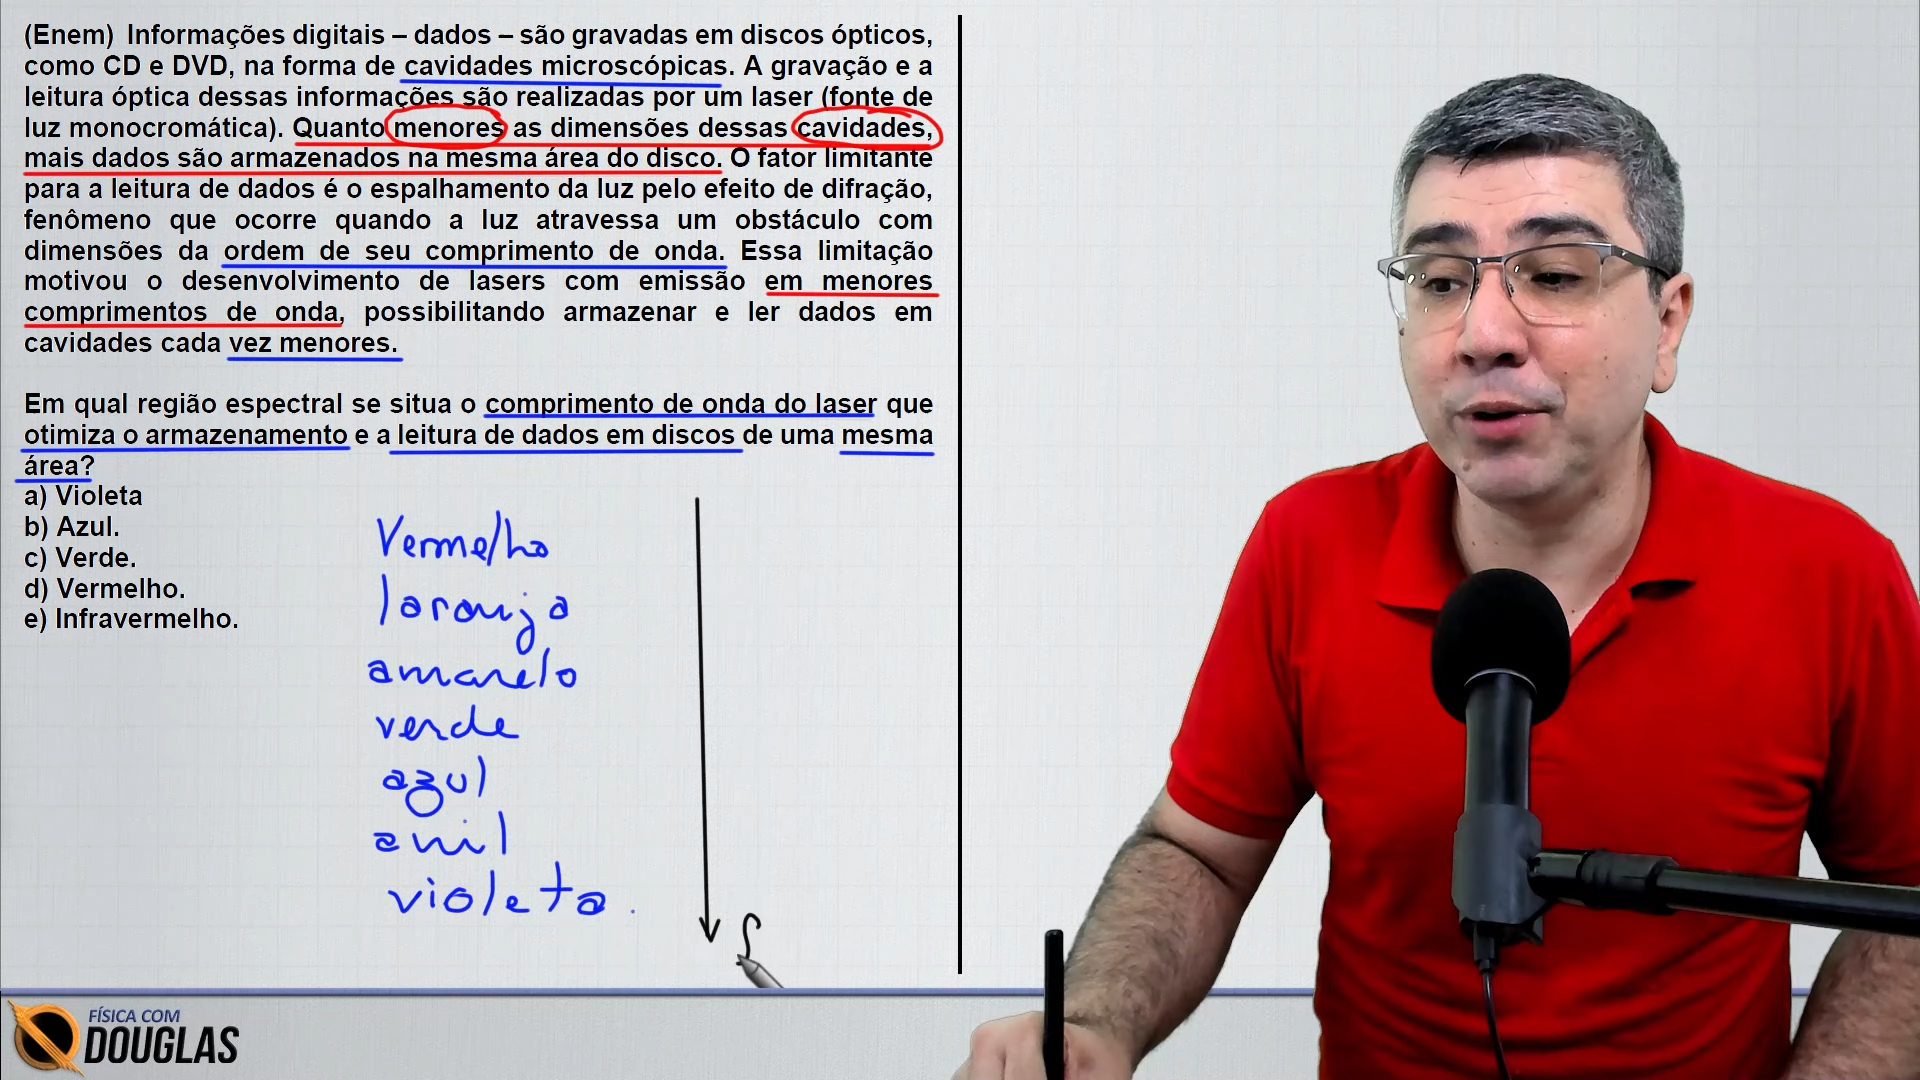 (Enem) Informações digitais – dados – são gravadas em discos ópticos,
como CD e DVD, na forma de cavidades microscópicas. A gravação e a
leitura óptica dessas informações são realizadas por um laser (fonte de
luz monocromática). Quanto menores as dimensões dessas cavidades,
mais dados são armazenados na mesma área do disco. O fator limitante
para a leitura de dados é o espalhamento da luz pelo efeito de difração,
fenômeno que ocorre quando a luz atravessa um obstáculo com
dimensões da ordem de seu comprimento de onda. Essa limitação
motivou o desenvolvimento de lasers com emissão em menores
comprimentos de onda, possibilitando armazenar e ler dados em
cavidades cada vez menores.
Em qual região espectral se situa o comprimento de onda do laser que
otimiza o armazenamento e a leitura de dados em discos de uma mesma
área?
a) Violeta
b) Azul.
c) Verde.
d) Vermelho.
e) Infravermelho.
Vermelho
laranja
amarelo
verde
azul
anil
violeta.
f
FÍSICA COM
DOUGLAS